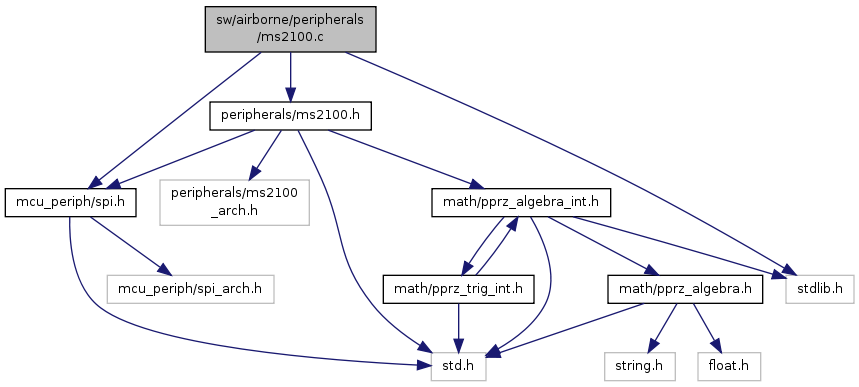 sw/airborne/peripherals
/ms2100.c
peripherals/ms2100.h
mcu_periph/spi.h
peripherals/ms2100
_arch.h
math/pprz_algebra_int.h
mcu_periph/spi_arch.h
math/pprz_trig_int.h
math/pprz_algebra.h
stdlib.h
std.h
string.h
float.h